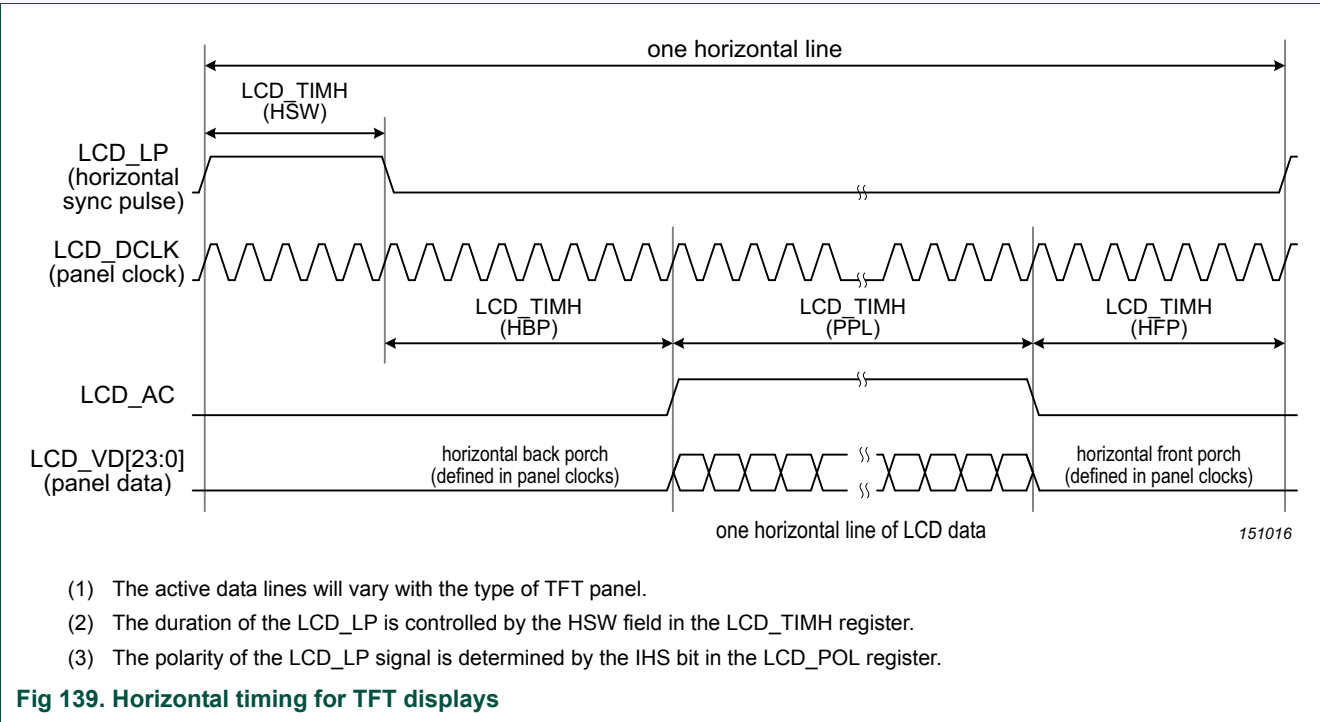 one horizontal line
LCD_TIMH
(HSW)
LCD_LP
(horizontal
sync pulse)
LCD_DCLK
(panel clock)
LCD_TIMH
(HBP)
LCD_TIMH
(PPL)
LCD_TIMH
(HFP)
LCD_AC
LCD_VD[23:0]
(panel data)
horizontal back porch
(defined in panel clocks)
horizontal front porch
(defined in panel clocks)
one horizontal line of LCD data
151016
(1) The active data lines will vary with the type of TFT panel.
(2) The duration of the LCD_LP is controlled by the HSW field in the LCD_TIMH register.
(3) The polarity of the LCD_LP signal is determined by the IHS bit in the LCD_POL register.
Fig 139. Horizontal timing for TFT displays